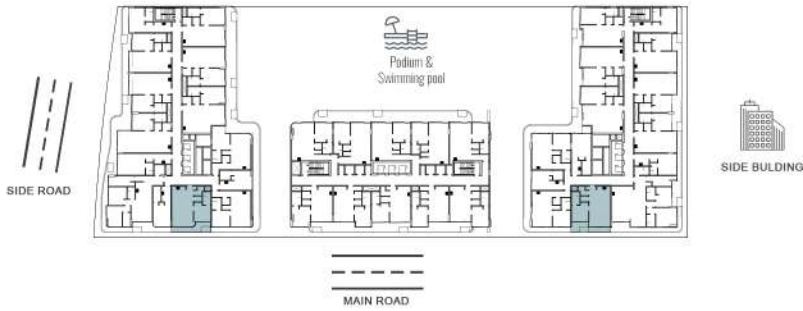 Podium &
Swimming pool
SIDE ROAD
SIDE BULDING
MAIN ROAD